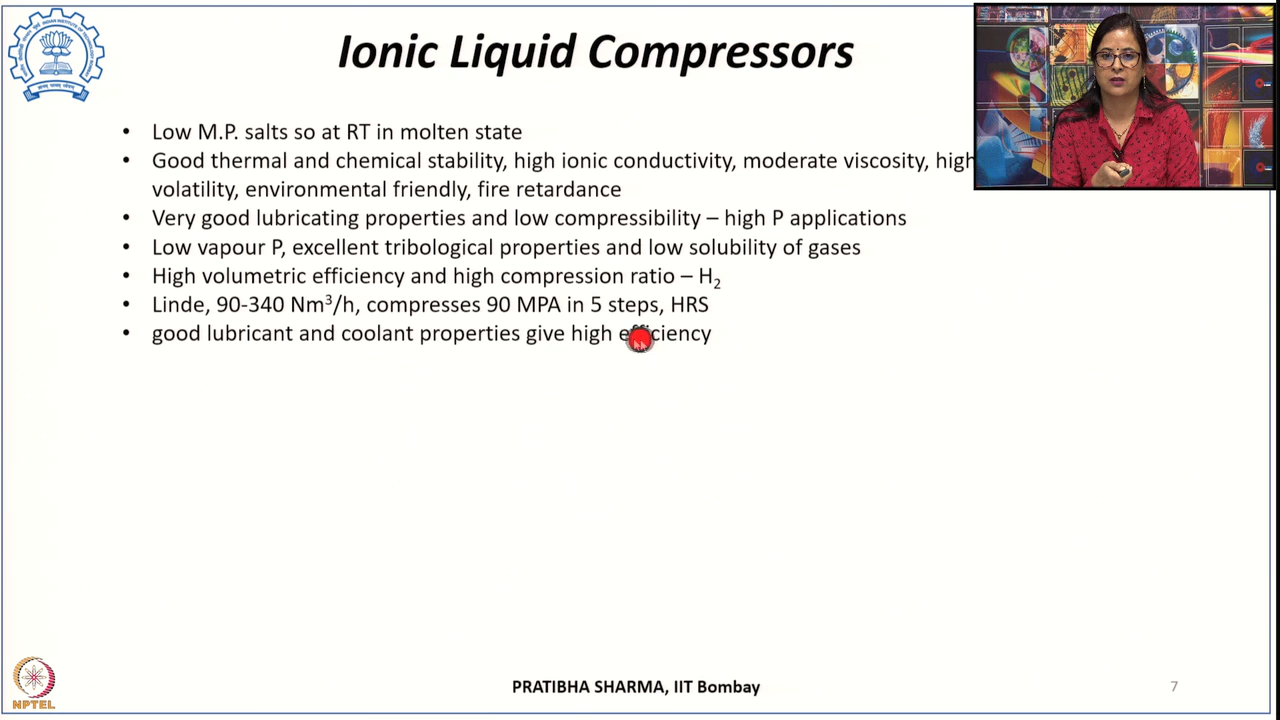 Ionic Liquid Compressors
• Low M.P. salts so at RT in molten state
• Good thermal and chemical stability, high ionic conductivity, moderate viscosity, high
volatility, environmental friendly, fire retardance
• Very good lubricating properties and low compressibility – high P applications
• Low vapour P, excellent tribological properties and low solubility of gases
• High volumetric efficiency and high compression ratio – H₂
• Linde, 90-340 Nm³/h, compresses 90 MPA in 5 steps, HRS
• good lubricant and coolant properties give high efficiency
NPTEL
PRATIBHA SHARMA, IIT Bombay
7